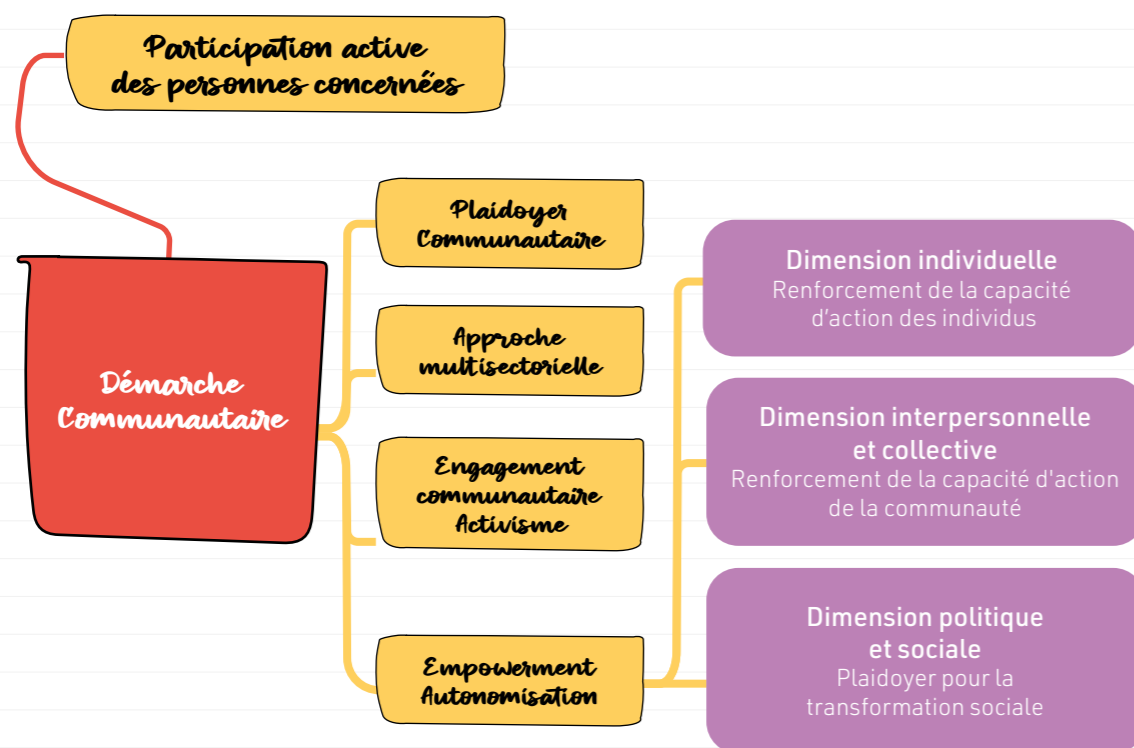 Participation active
des personnes concernées
Démarche
Communautaire
Plaidoyer
Communautaire
Approche
multisectorielle
Engagement
communautaire
Activisme
Empowerment
Autonomisation
Dimension individuelle
Renforcement de la capacité
d’action des individus
Dimension interpersonnelle
et collective
Renforcement de la capacité d'action
de la communauté
Dimension politique
et sociale
Plaidoyer pour la
transformation sociale